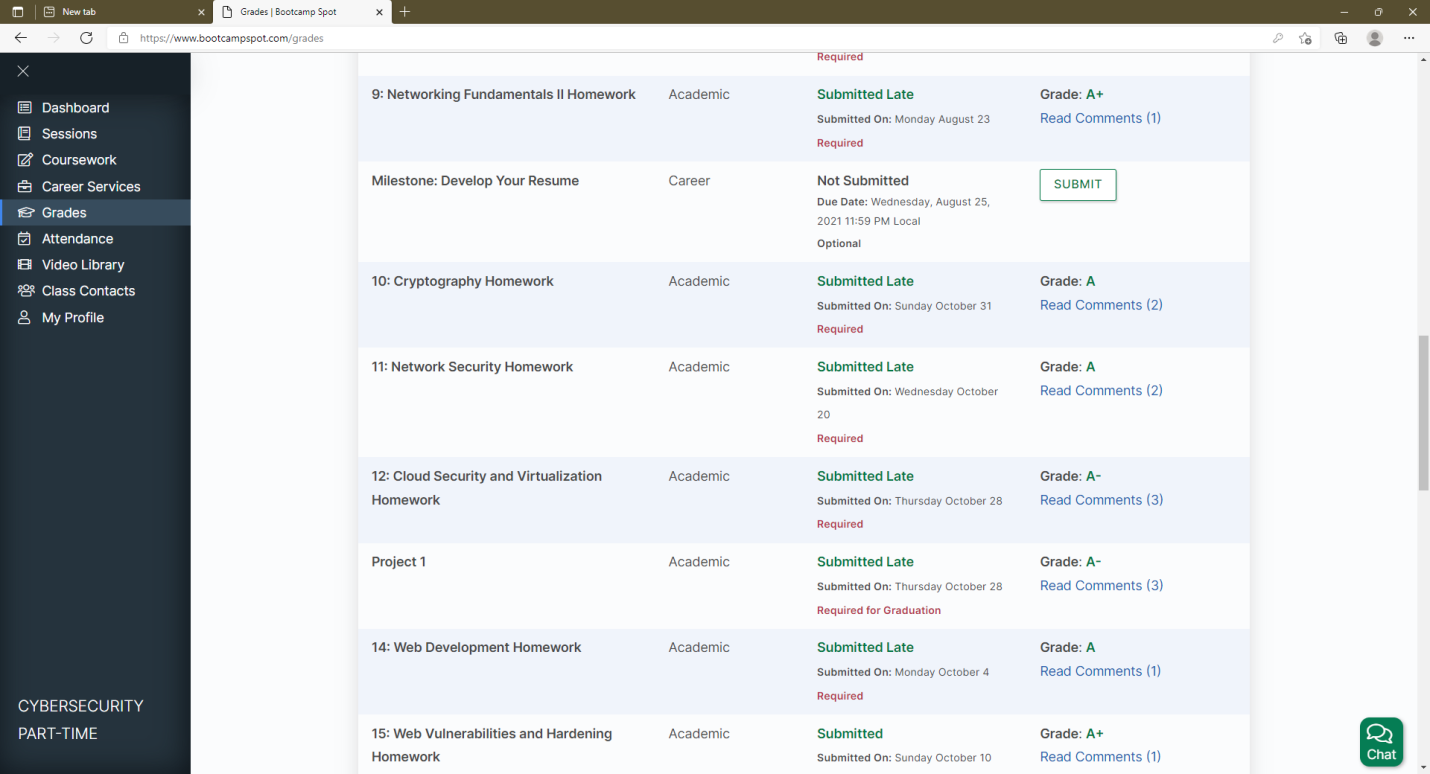 New tab
Grades | Bootcamp Spot
https://www.bootcampspot.com/grades
Dashboard
Sessions
Coursework
Career Services
Grades
Attendance
Video Library
Class Contacts
My Profile
CYBERSECURITY
PART-TIME
Required
9: Networking Fundamentals II Homework
Academic
Submitted Late
Submitted On: Monday August 23
Required
Grade: A+
Read Comments (1)
Milestone: Develop Your Resume
Career
Not Submitted
Due Date: Wednesday, August 25,
2021 11:59 PM Local
Optional
SUBMIT
10: Cryptography Homework
Academic
Submitted Late
Submitted On: Sunday October 31
Required
Grade: A
Read Comments (2)
11: Network Security Homework
Academic
Submitted Late
Submitted On: Wednesday October
20
Required
Grade: A
Read Comments (2)
12: Cloud Security and Virtualization
Homework
Academic
Submitted Late
Submitted On: Thursday October 28
Required
Grade: A-
Read Comments (3)
Project 1
Academic
Submitted Late
Submitted On: Thursday October 28
Required for Graduation
Grade: A-
Read Comments (3)
14: Web Development Homework
Academic
Submitted Late
Submitted On: Monday October 4
Required
Grade: A
Read Comments (1)
15: Web Vulnerabilities and Hardening
Homework
Academic
Submitted
Submitted On: Sunday October 10
Grade: A+
Read Comments (1)
Chat